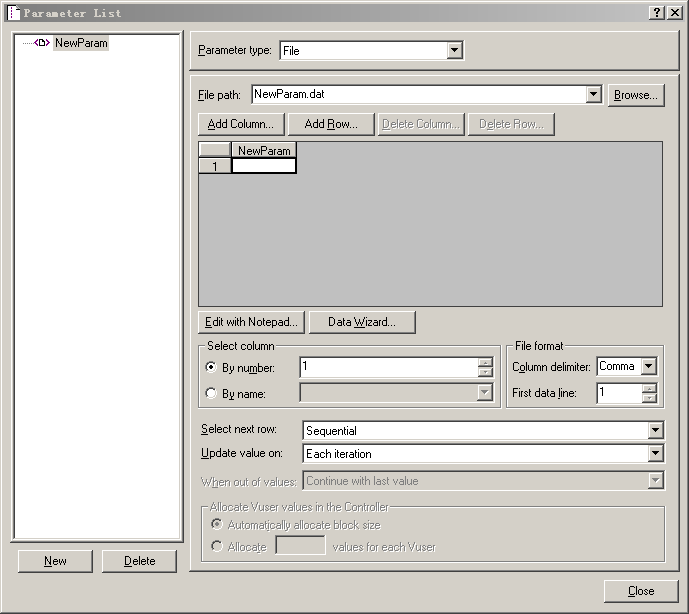 Parameter List
NewParam
Parameter type: File
File path: NewParam.dat Browse...
Add Column... Add Row... Delete Column... Delete Row...
NewParam
1
Edit with Notepad... Data Wizard...
Select column File format
By number: 1 Column delimiter: Comma
By name: First data line: 1
Select next row: Sequential
Update value on: Each iteration
When out of values: Continue with last value
Allocate Vuser values in the Controller
Automatically allocate block size
Allocate values for each Vuser
New Delete
Close